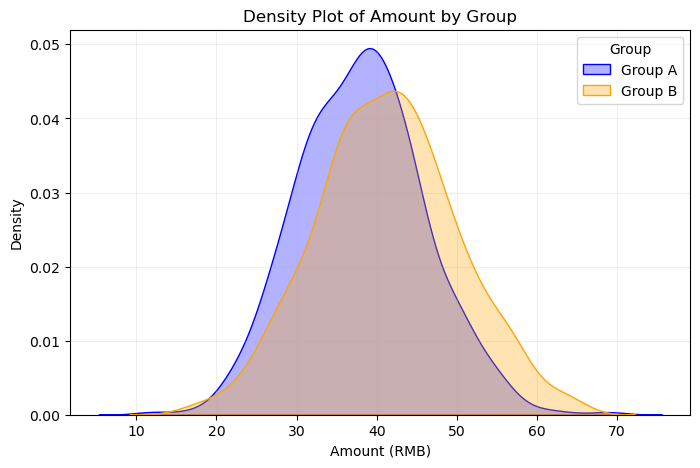 Density Plot of Amount by Group
Group
Group A
Group B
Density
0.05
0.04
0.03
0.02
0.01
0.00
10 20 30 40 50 60 70
Amount (RMB)